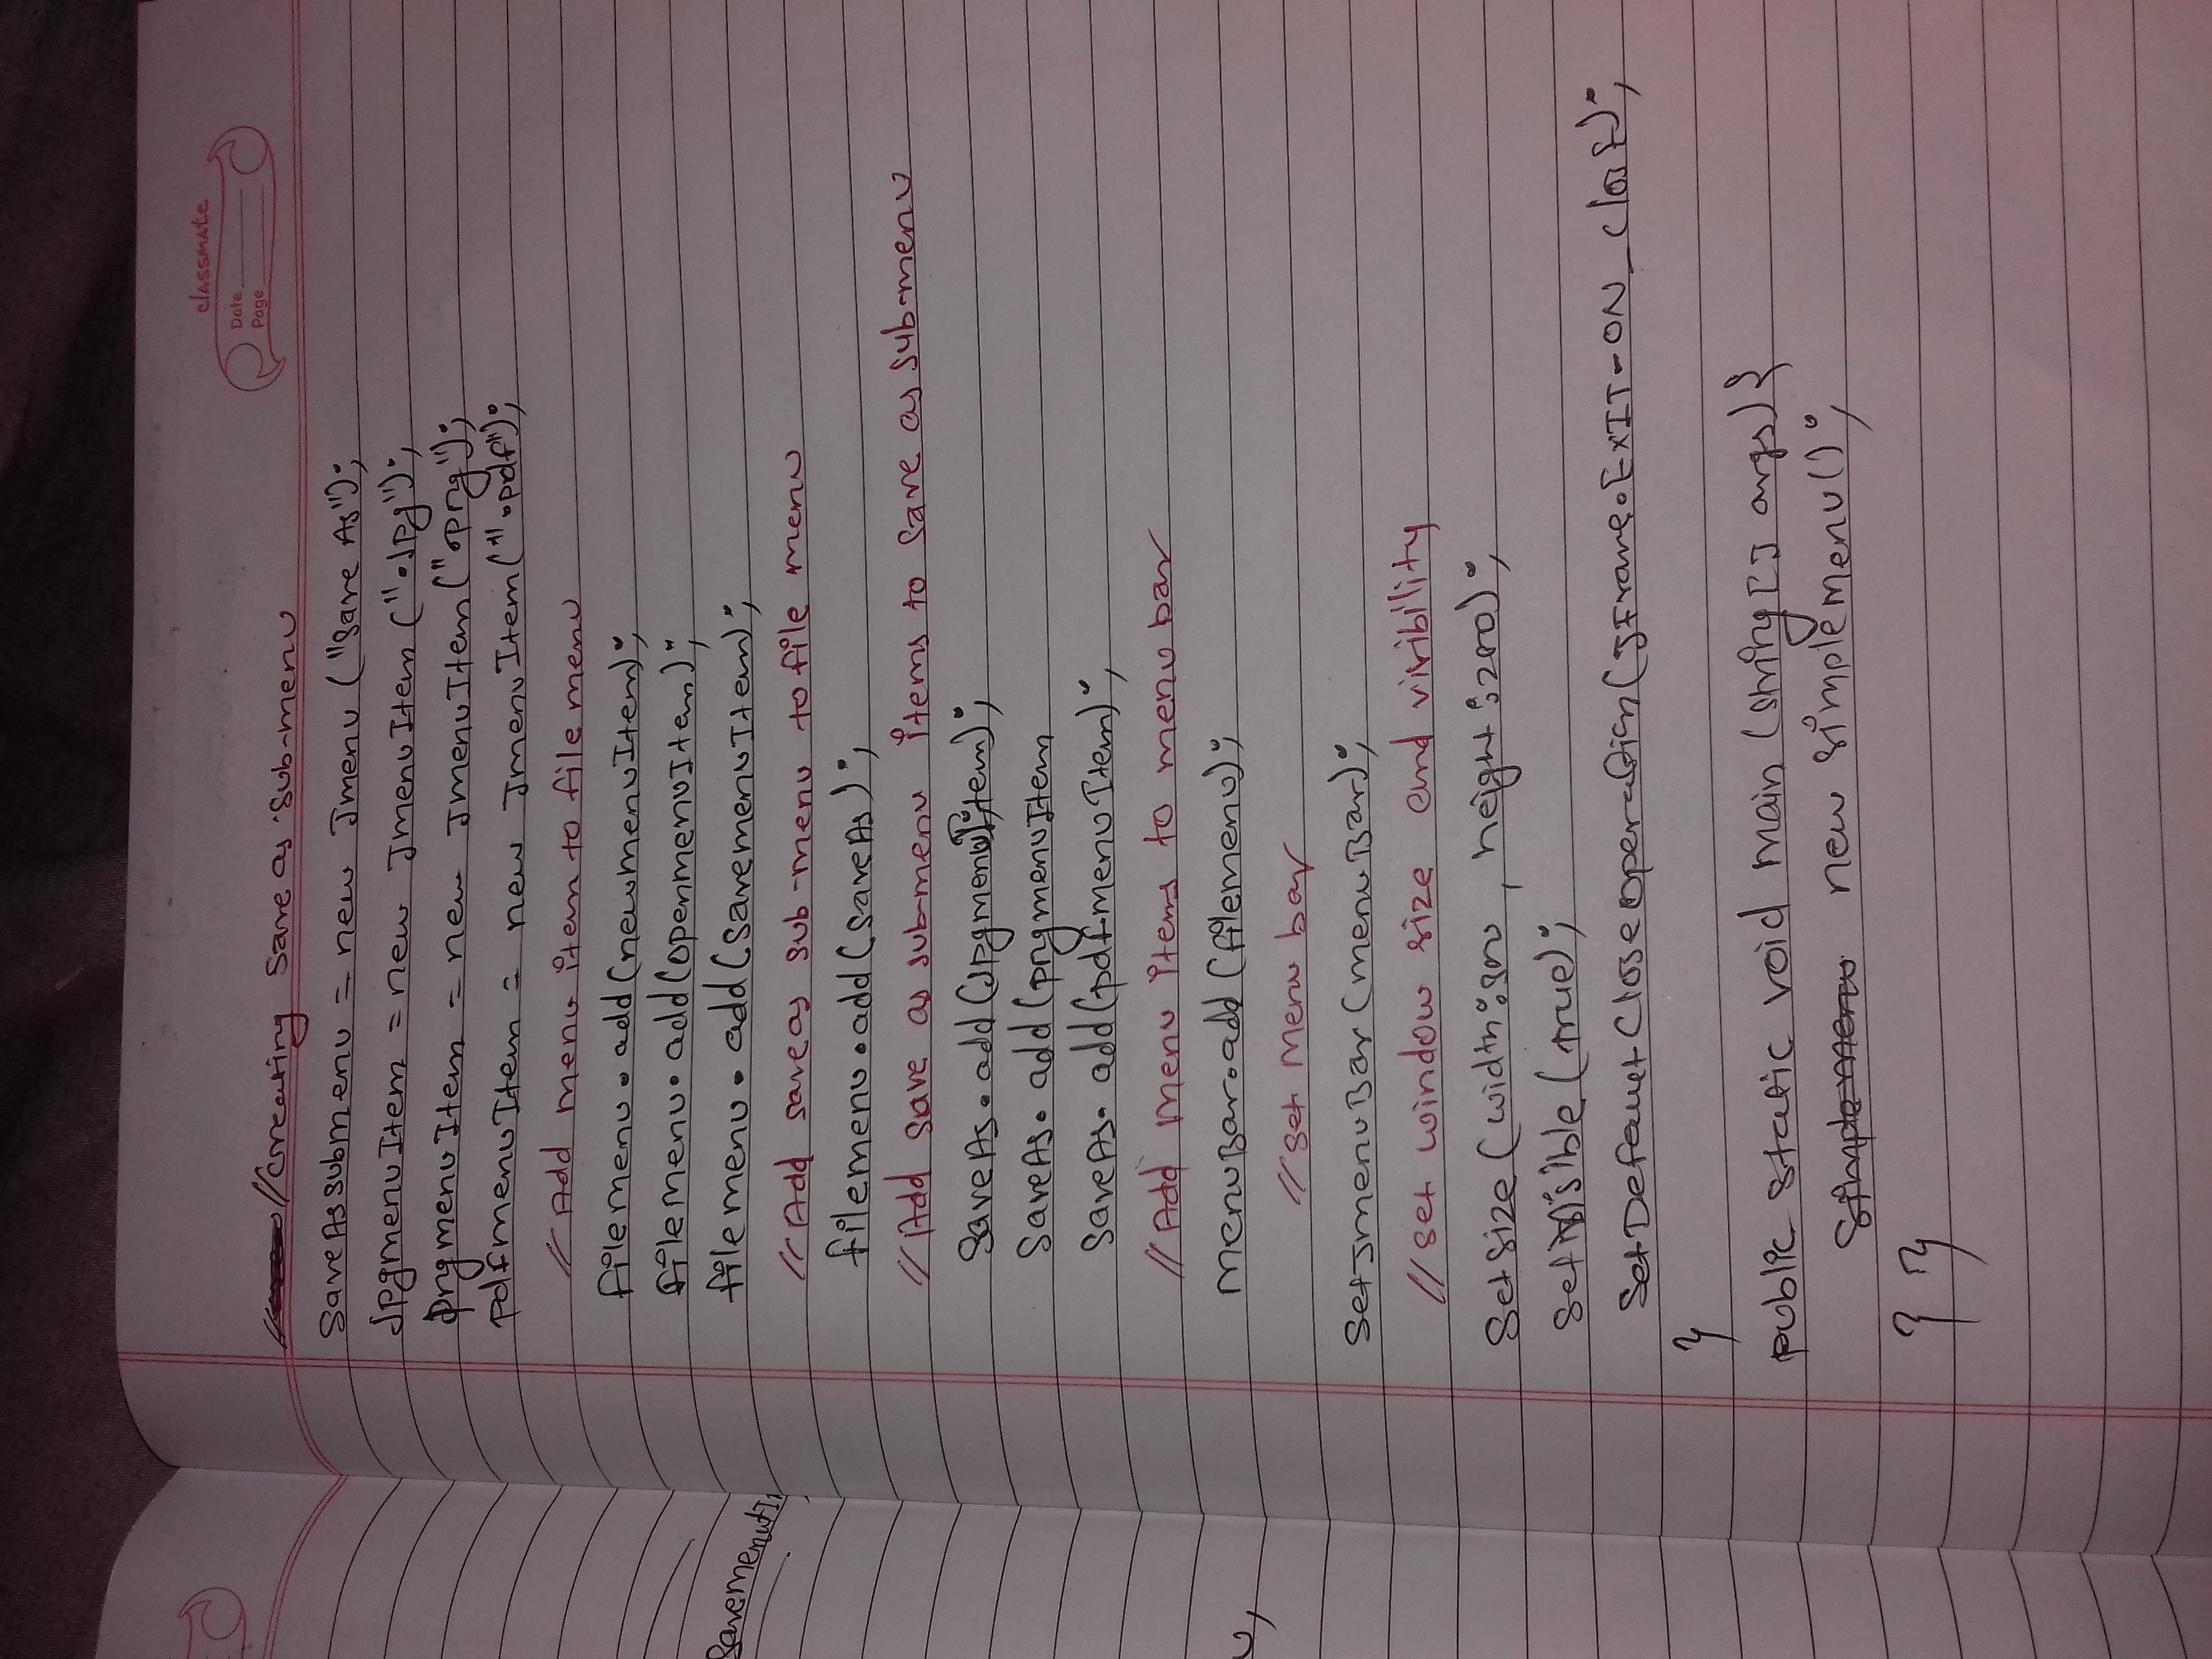 classmate
Date
Page
//Creating Save as Sub-menu
SaveAssubmenu = new Jmenu ("Save As");
JpgmenuItem = new JmenuItem (".Jpg");
PngmenuItem = new JmenuItem (".png");
pdfmenuItem = new JmenuItem(".pdf");
// Add menu item to file menu
filemenu.add(newmenuItem);
filemenu.add(openmenuItem);
filemenu.add(SavemenuItem);
// Add saveas sub-menu to file menu
filemenu.add(SaveAs);
// Add save as sub-menu items to save as sub-menu
SaveAs.add(JpgmenuItem);
SaveAs.add(pngmenuItem
SaveAs.add(pdfmenuItem);
// Add menu items to menu bar
MenuBar.add(filemenu);
// Set Menu bar
SetJmenuBar(menuBar);
// Set window size and visibility
SetSize (width: , height:200);
SetVisible (true);
SetDefaultCloseOperation(JFrame.EXIT-ON_ClosE);
}
public static void main (string[] args){
Simple menu new simplemenu();
} }
SavemenuIt
u,